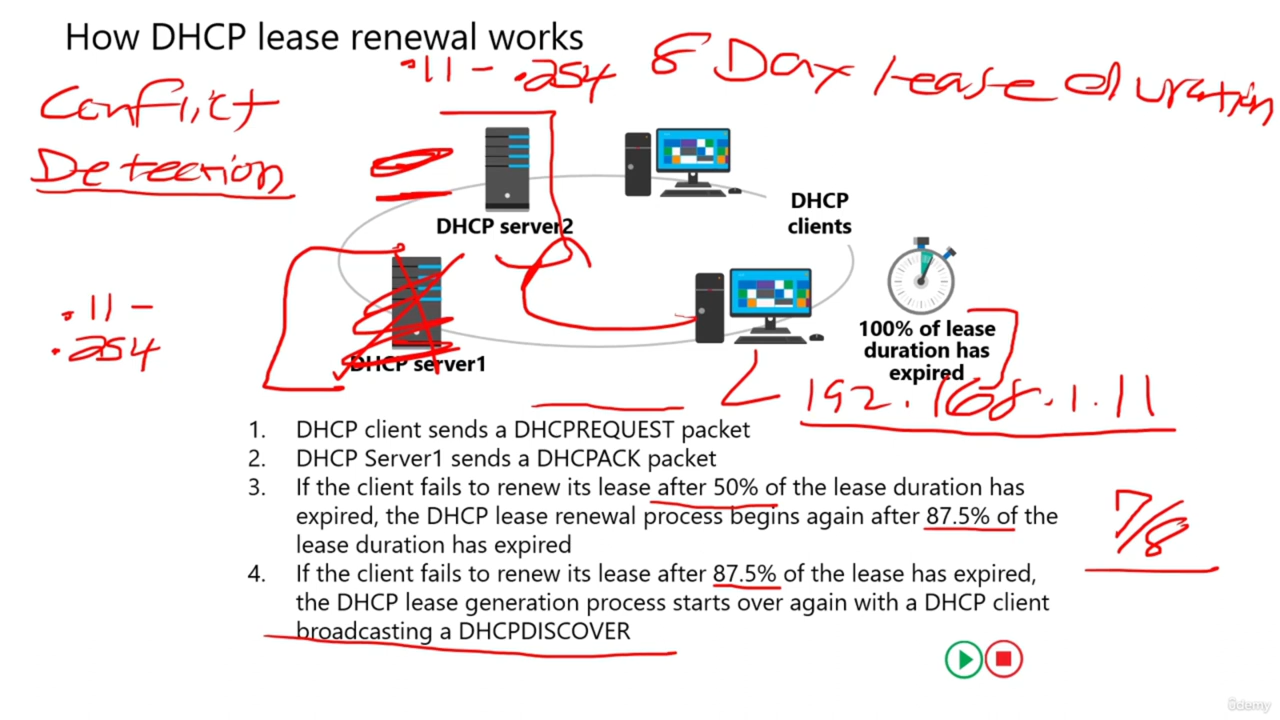 How DHCP lease renewal works
.11 - .254
8 Day lease duration
Conflict
Detection
DHCP server2
DHCP
clients
DHCP server1
.11 -
.254
100% of lease
duration has
expired
192.168.1.11
1. DHCP client sends a DHCPREQUEST packet
2. DHCP Server1 sends a DHCPACK packet
3. If the client fails to renew its lease after 50% of the lease duration has
expired, the DHCP lease renewal process begins again after 87.5% of the
lease duration has expired
7/8
4. If the client fails to renew its lease after 87.5% of the lease has expired,
the DHCP lease generation process starts over again with a DHCP client
broadcasting a DHCPDISCOVER
ûdemy